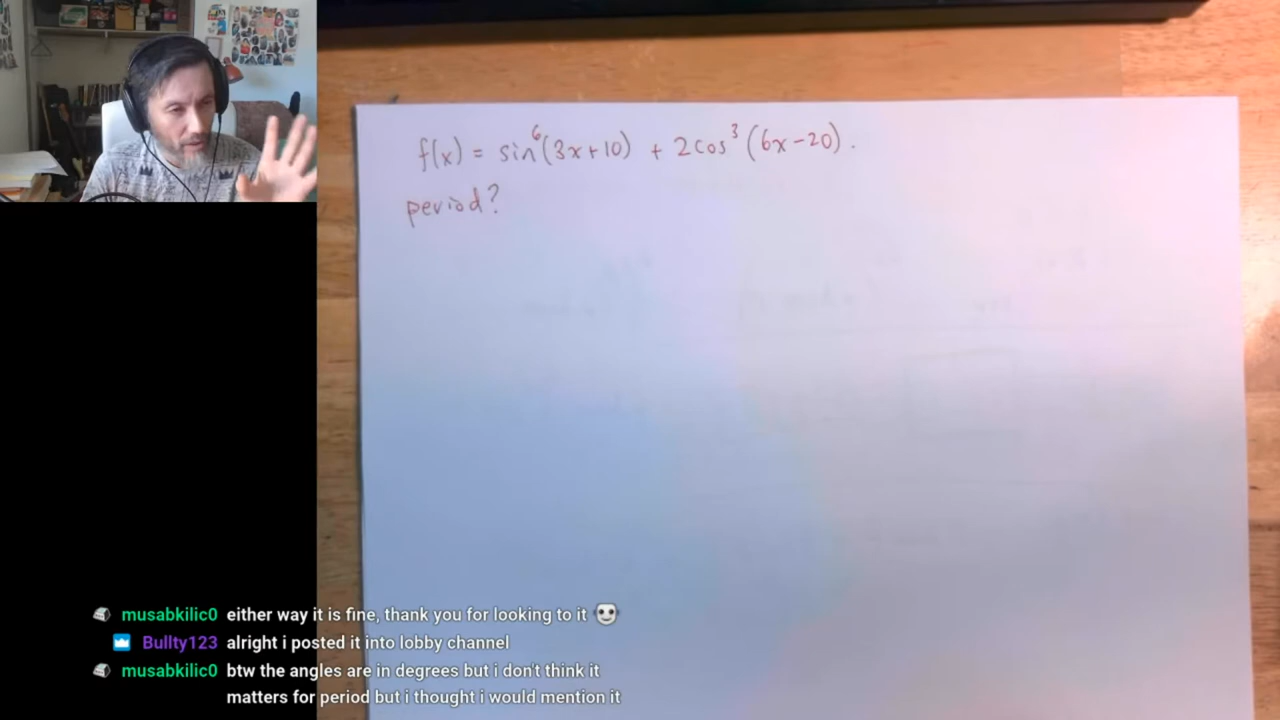 f(x) = sin⁶(3x+10) + 2cos³(6x-20).
period?
musabkilic0 either way it is fine, thank you for looking to it
Bullty123 alright i posted it into lobby channel
musabkilic0 btw the angles are in degrees but i don't think it
matters for period but i thought i would mention it